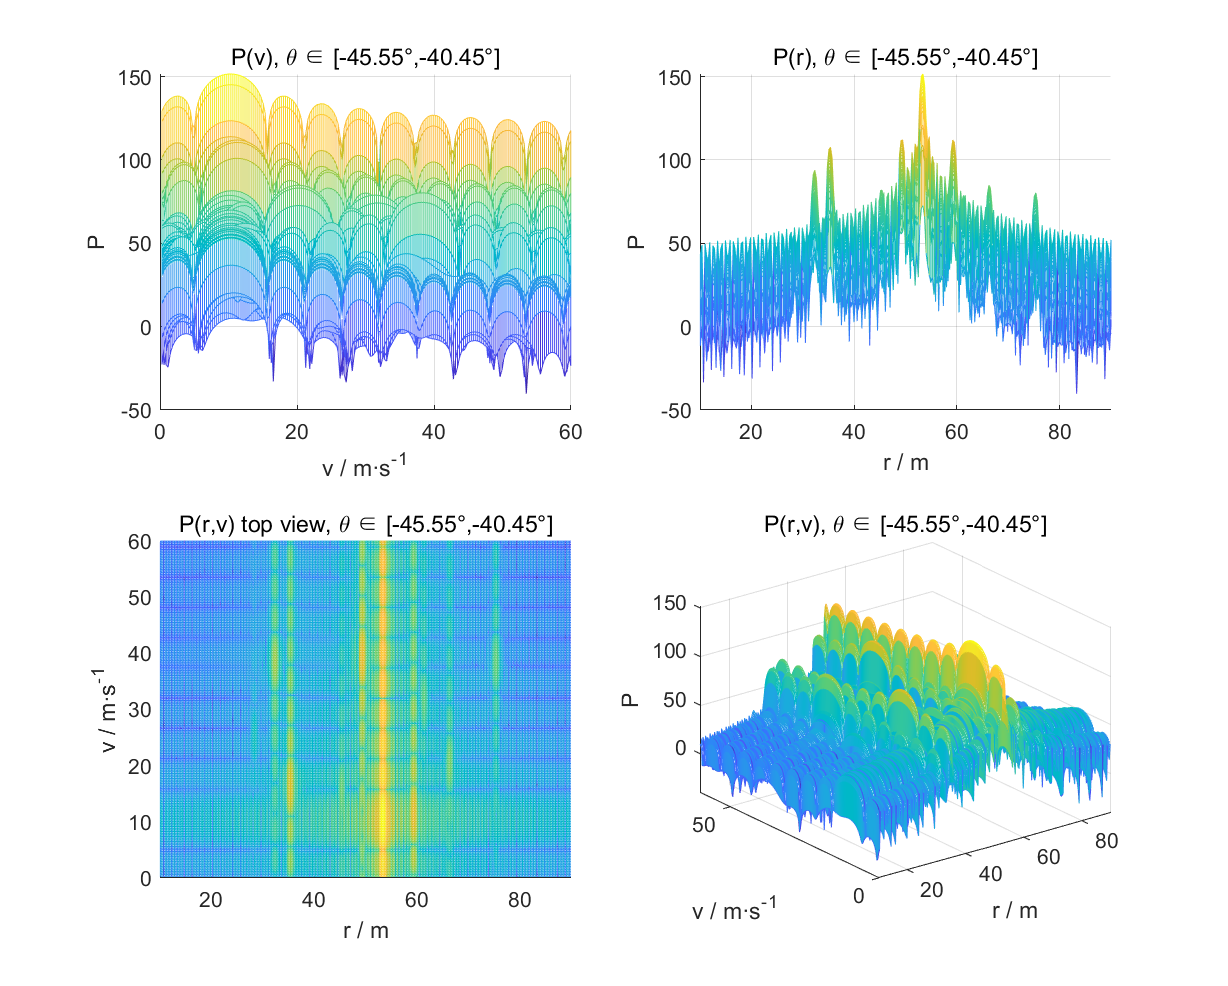 P(v), θ ∈ [-45.55°,-40.45°]
150
100
50
0
-50
P
0 20 40 60
v / m·s⁻¹
P(r), θ ∈ [-45.55°,-40.45°]
150
100
50
0
-50
P
20 40 60 80
r / m
P(r,v) top view, θ ∈ [-45.55°,-40.45°]
60
50
40
30
20
10
0
v / m·s⁻¹
20 40 60 80
r / m
P(r,v), θ ∈ [-45.55°,-40.45°]
150
100
50
0
P
50
0
v / m·s⁻¹
20 40 60 80
r / m